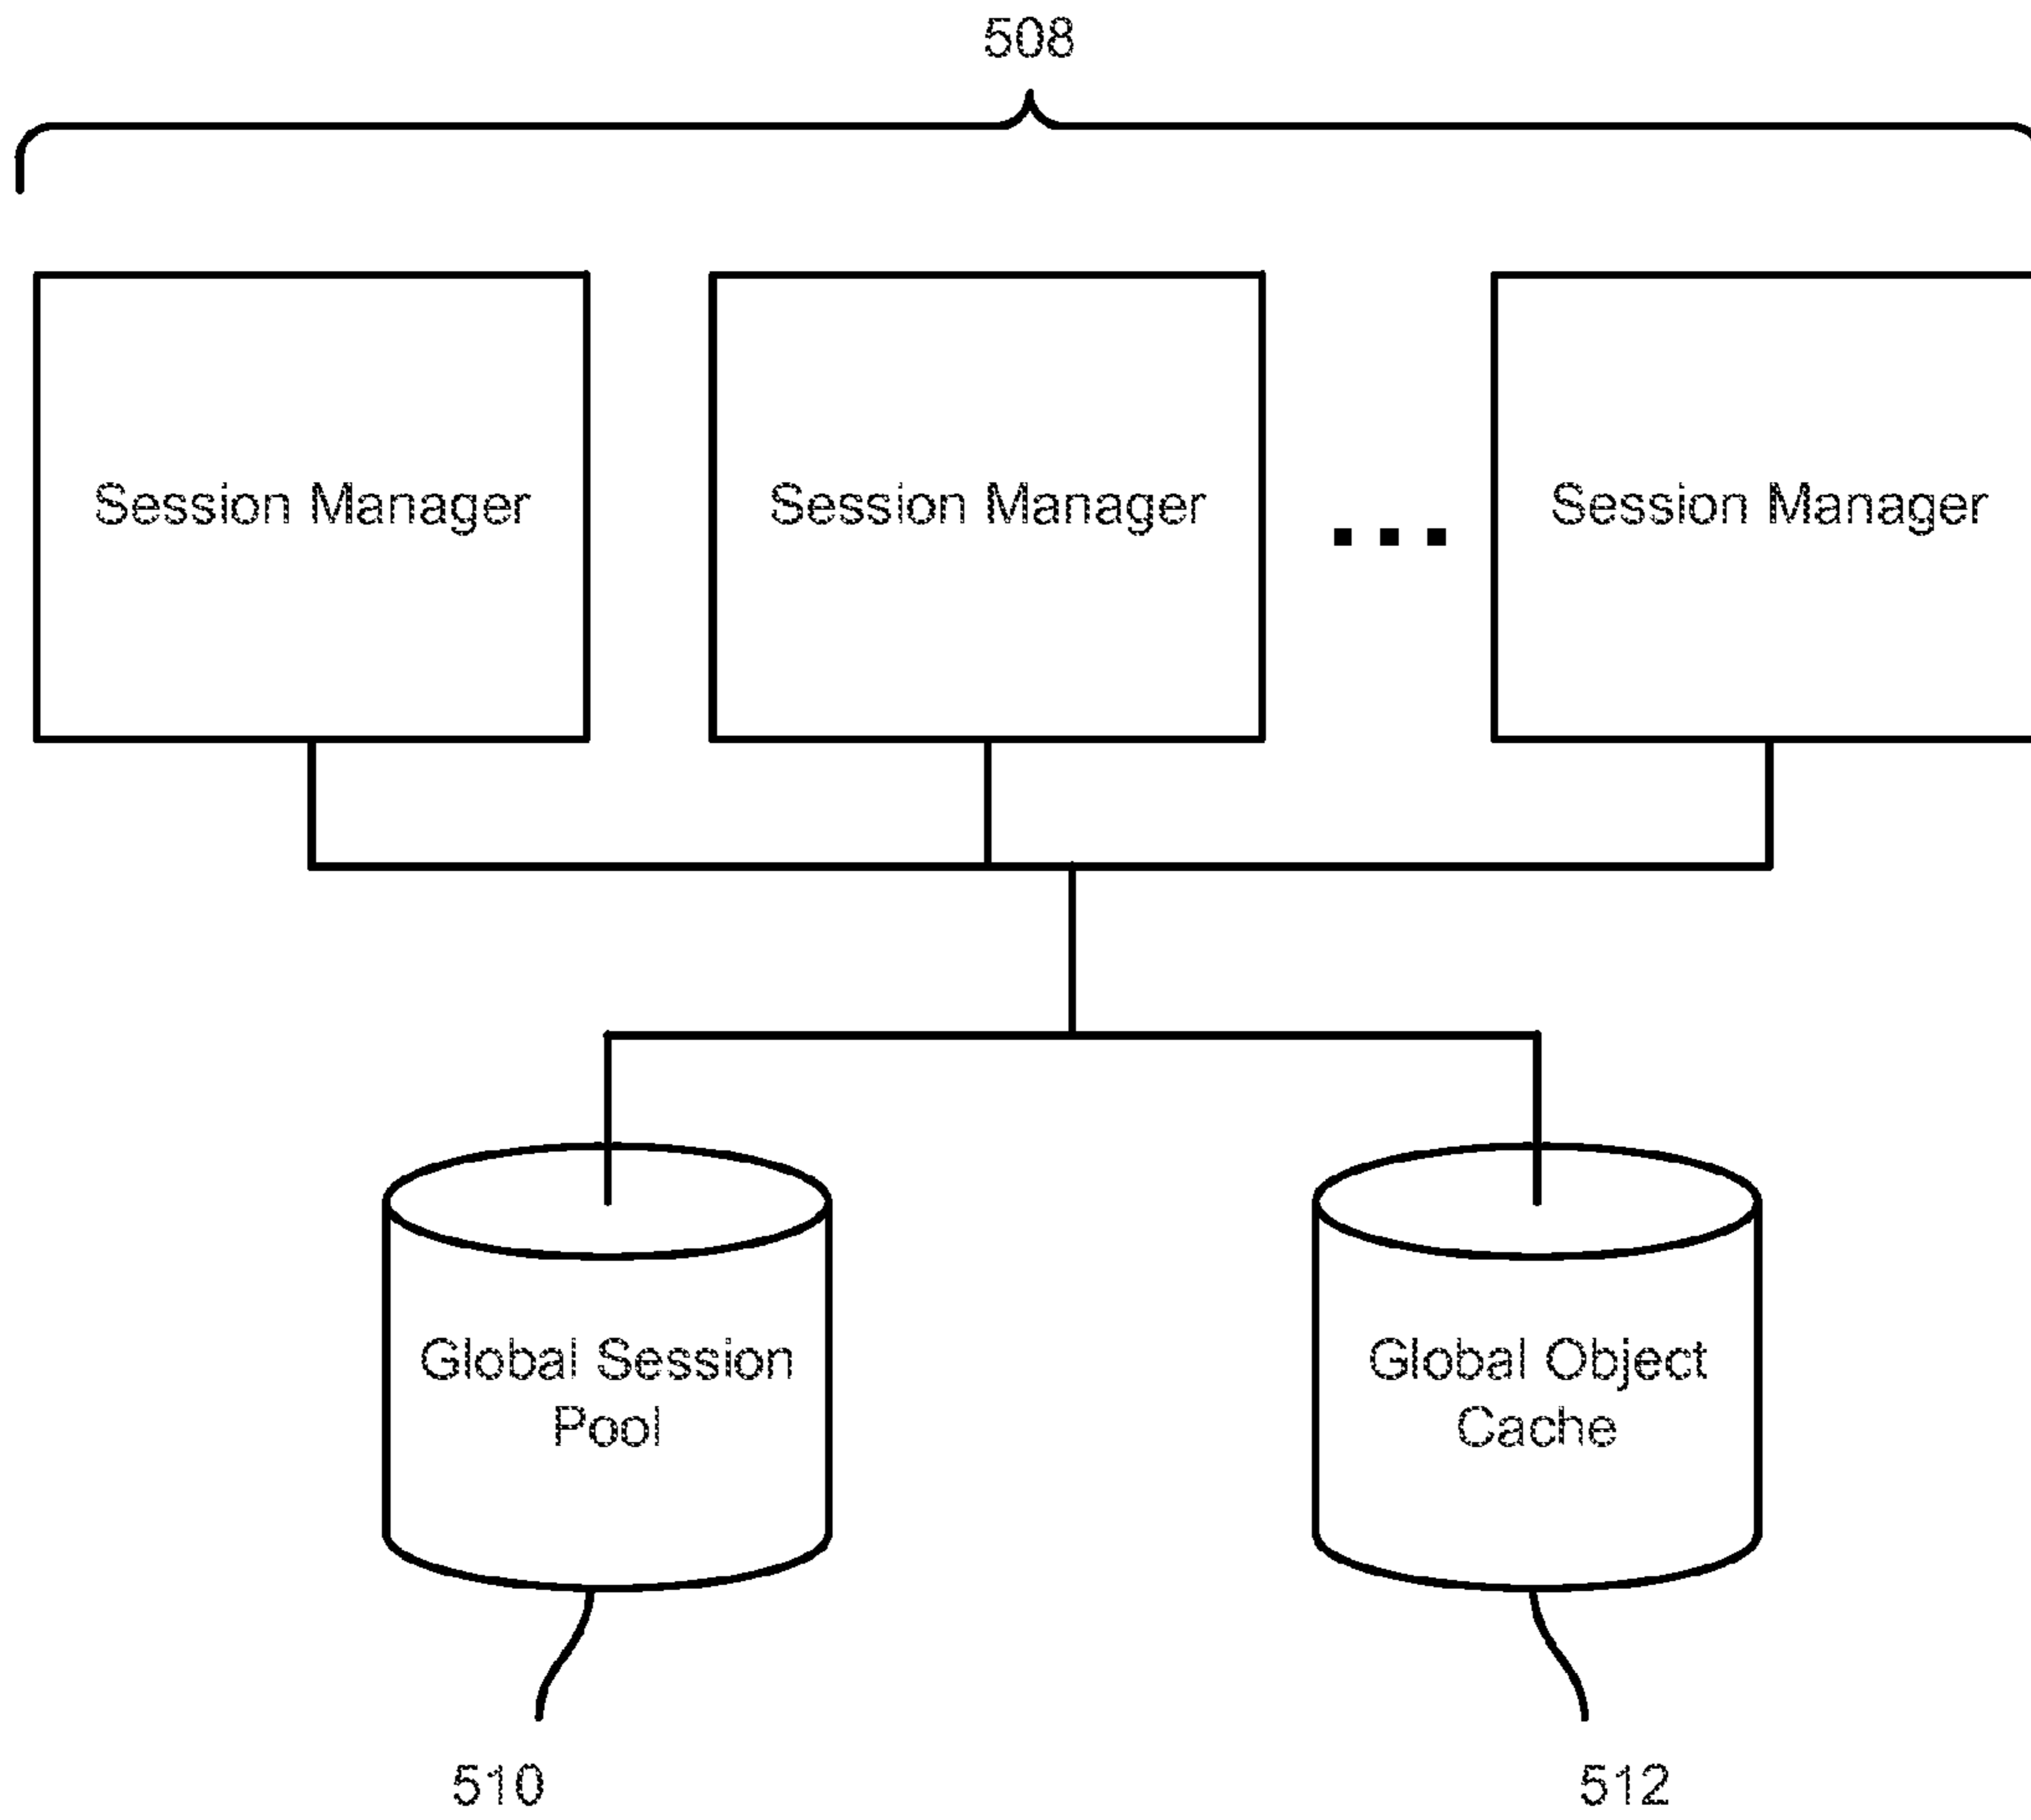 508
Session Manager
Session Manager
...
Session Manager
Global Session
Pool
Global Object
Cache
510
512